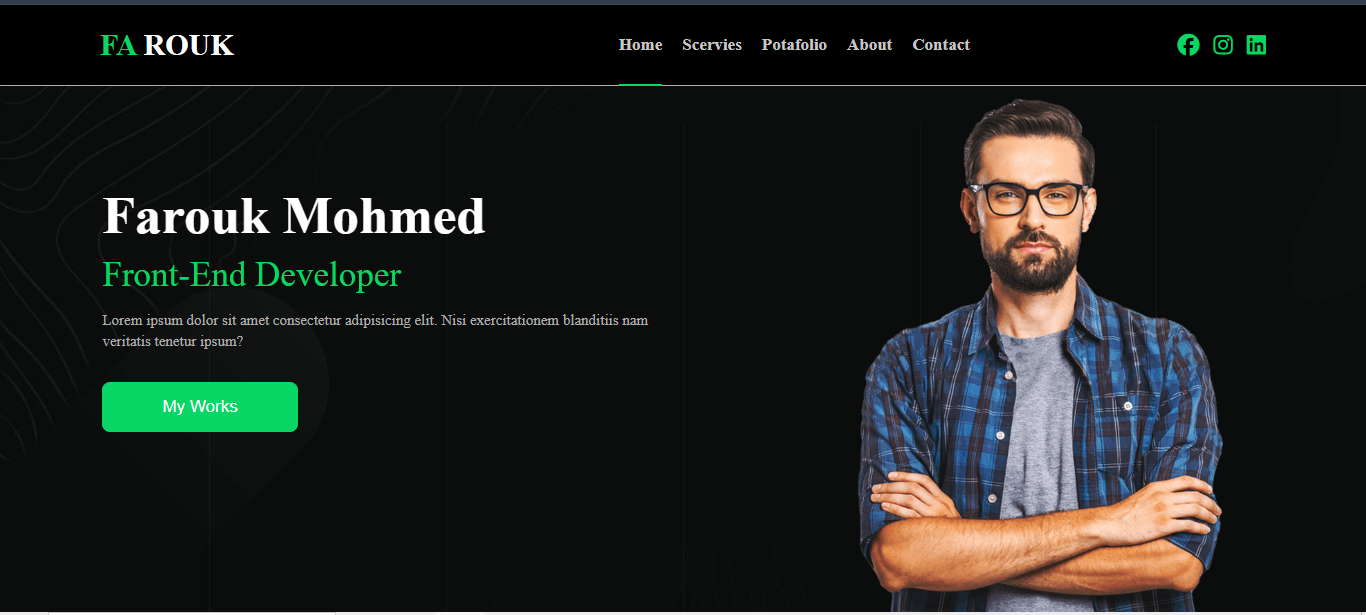 FA ROUK
Home Scervies Potafolio About Contact
Farouk Mohmed
Front-End Developer
Lorem ipsum dolor sit amet consectetur adipisicing elit. Nisi exercitationem blanditiis nam
veritatis tenetur ipsum?
My Works